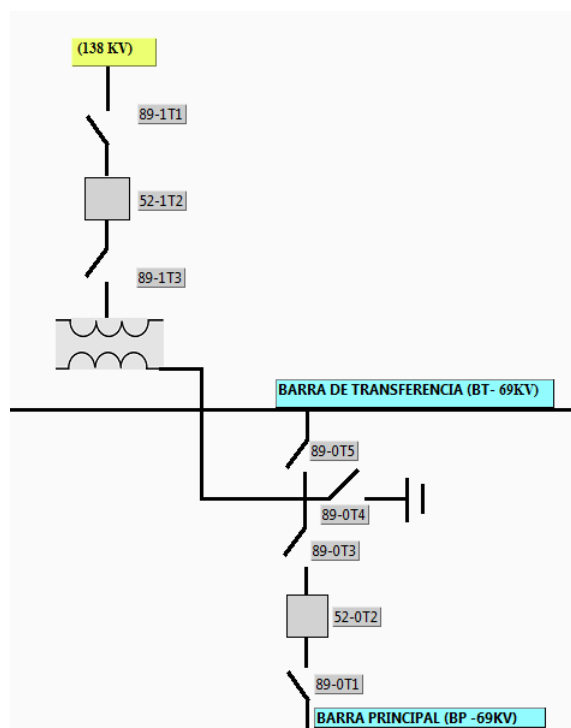 (138 KV)
89-1T1
52-1T2
89-1T3
BARRA DE TRANSFERENCIA (BT- 69KV)
89-0T5
89-0T4
89-0T3
52-0T2
89-0T1
BARRA PRINCIPAL (BP -69KV)